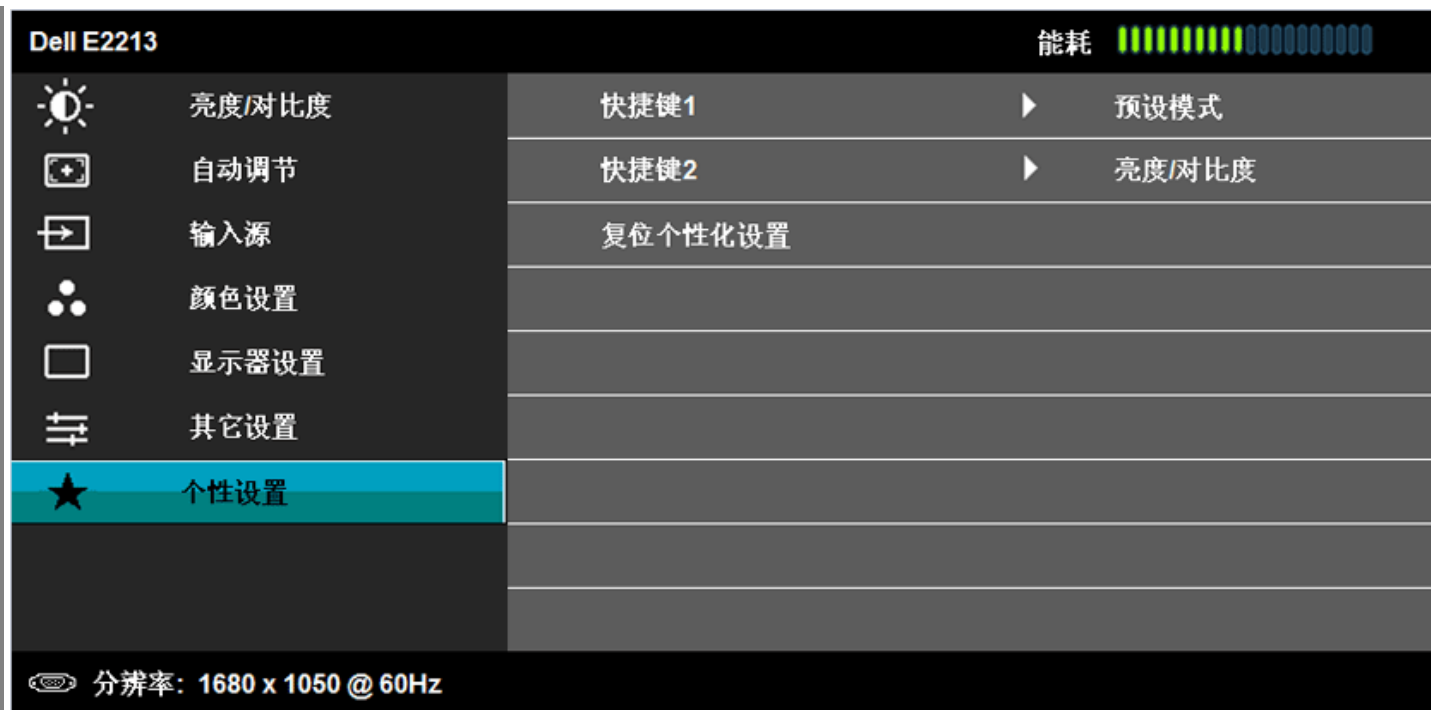 Dell E2213 能耗
亮度/对比度 快捷键1 预设模式
自动调节 快捷键2 亮度/对比度
输入源 复位个性化设置
颜色设置
显示器设置
其它设置
个性设置
分辨率: 1680 x 1050 @ 60Hz